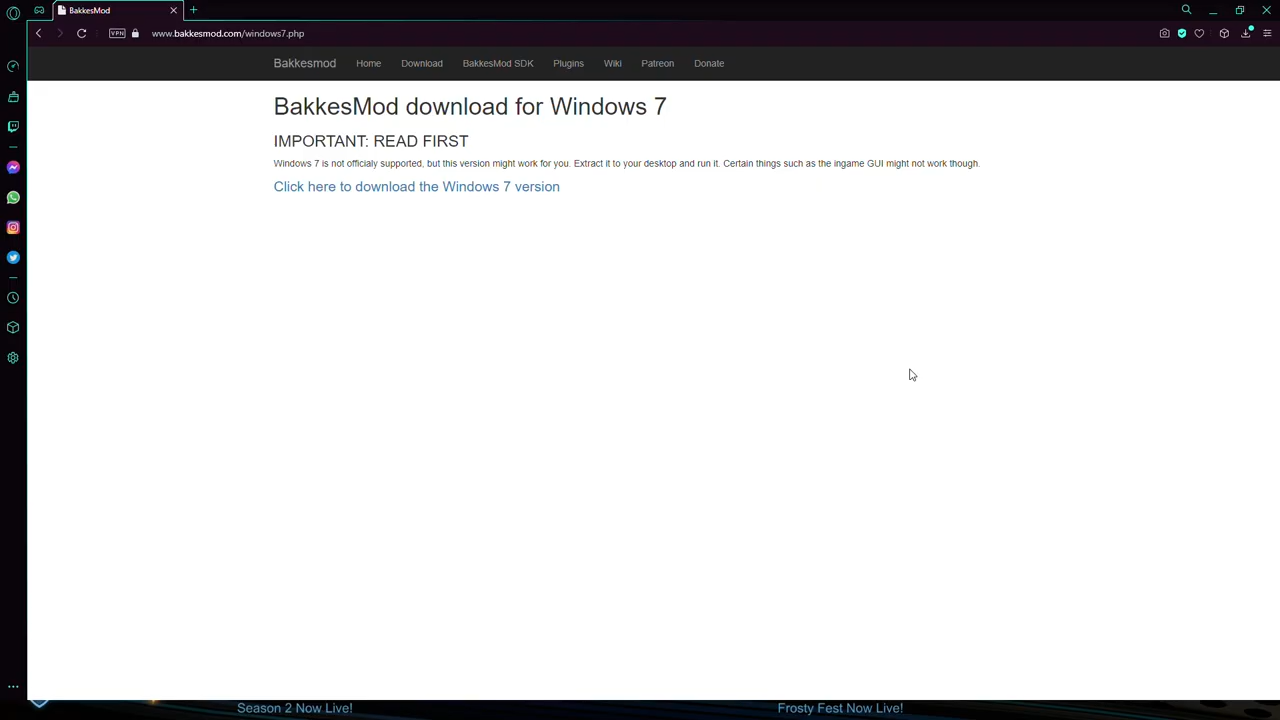 BakkesMod
VPN
www.bakkesmod.com/windows7.php
Bakkesmod Home Download BakkesMod SDK Plugins Wiki Patreon Donate
BakkesMod download for Windows 7
IMPORTANT: READ FIRST
Windows 7 is not officialy supported, but this version might work for you. Extract it to your desktop and run it. Certain things such as the ingame GUI might not work though.
Click here to download the Windows 7 version
Season 2 Now Live! Frosty Fest Now Live!